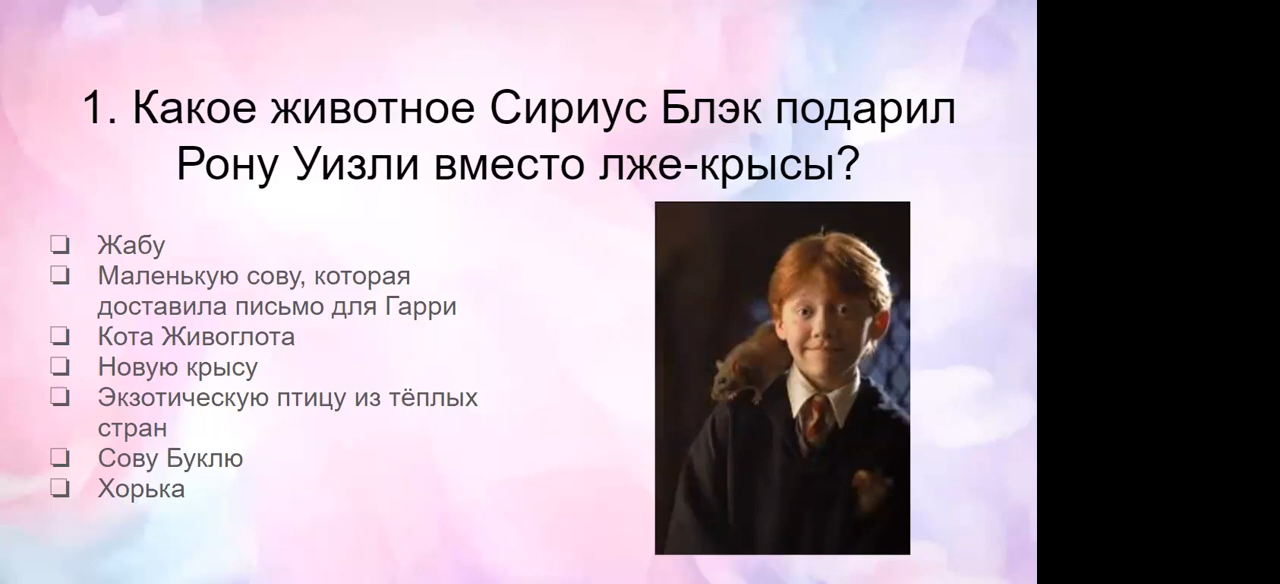 1. Какое животное Сириус Блэк подарил
Рону Уизли вместо лже-крысы?
❏ Жабу
❏ Маленькую сову, которая
доставила письмо для Гарри
❏ Кота Живоглота
❏ Новую крысу
❏ Экзотическую птицу из тёплых
стран
❏ Сову Буклю
❏ Хорька